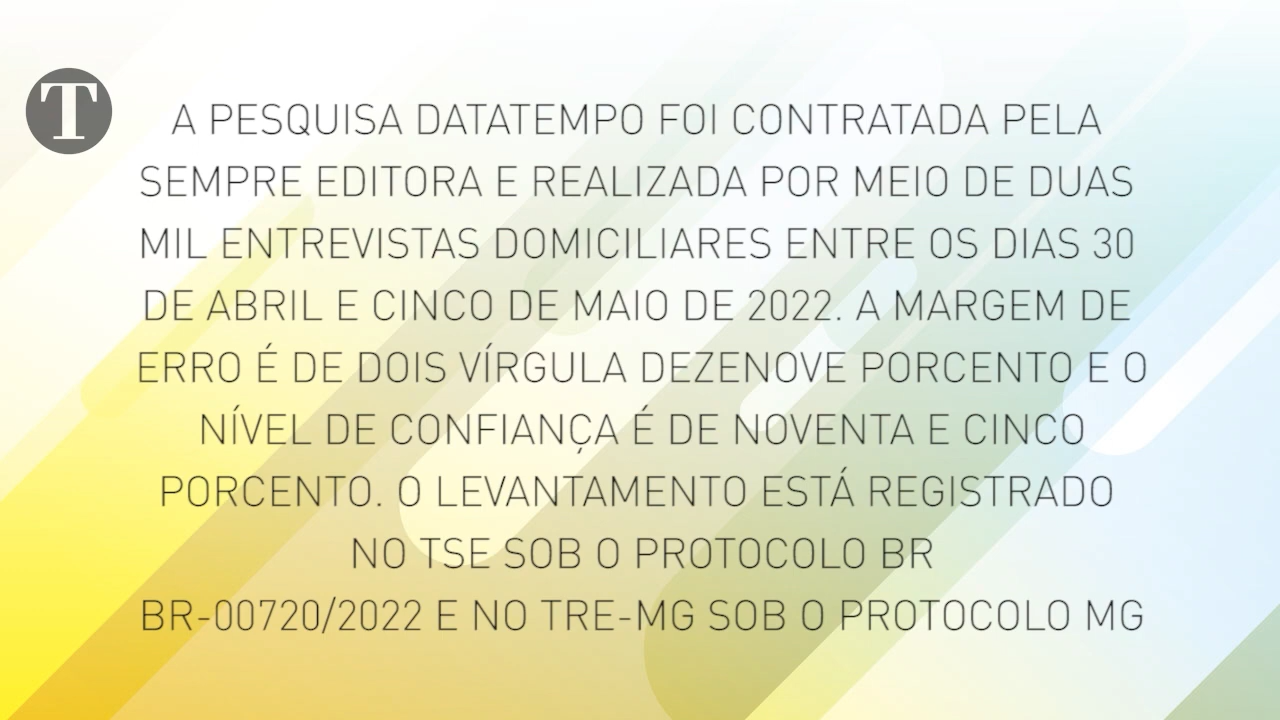 T
A PESQUISA DATATEMPO FOI CONTRATADA PELA
SEMPRE EDITORA E REALIZADA POR MEIO DE DUAS
MIL ENTREVISTAS DOMICILIARES ENTRE OS DIAS 30
DE ABRIL E CINCO DE MAIO DE 2022. A MARGEM DE
ERRO É DE DOIS VÍRGULA DEZENOVE PORCENTO E O
NÍVEL DE CONFIANÇA É DE NOVENTA E CINCO
PORCENTO. O LEVANTAMENTO ESTÁ REGISTRADO
NO TSE SOB O PROTOCOLO BR
BR-00720/2022 E NO TRE-MG SOB O PROTOCOLO MG